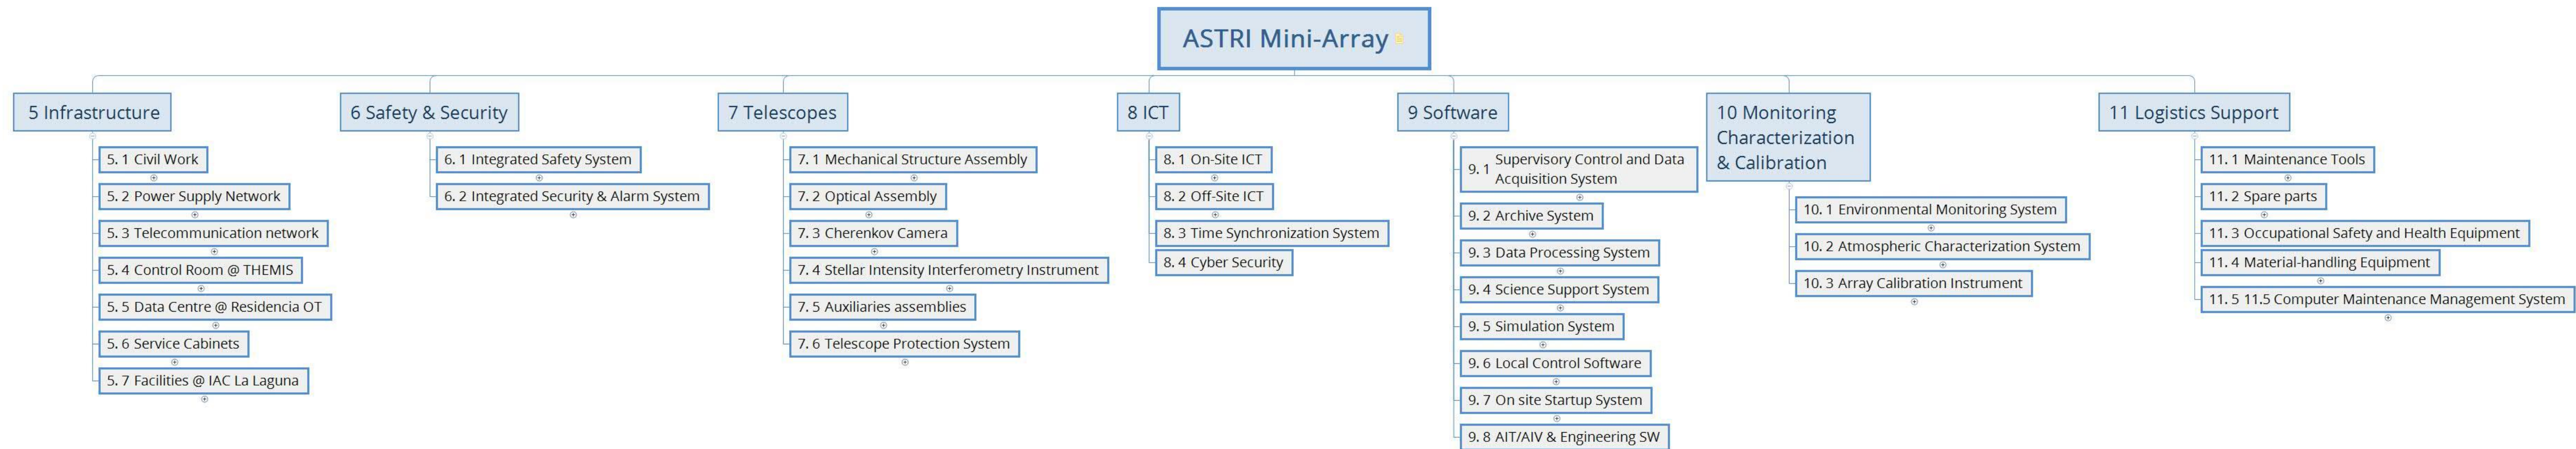 ASTRI Mini-Array
5 Infrastructure
5. 1 Civil Work
5. 2 Power Supply Network
5. 3 Telecommunication network
5. 4 Control Room @ THEMIS
5. 5 Data Centre @ Residencia OT
5. 6 Service Cabinets
5. 7 Facilities @ IAC La Laguna
6 Safety & Security
6. 1 Integrated Safety System
6. 2 Integrated Security & Alarm System
7 Telescopes
7. 1 Mechanical Structure Assembly
7. 2 Optical Assembly
7. 3 Cherenkov Camera
7. 4 Stellar Intensity Interferometry Instrument
7. 5 Auxiliaries assemblies
7. 6 Telescope Protection System
8 ICT
8. 1 On-Site ICT
8. 2 Off-Site ICT
8. 3 Time Synchronization System
8. 4 Cyber Security
9 Software
9. 1 Supervisory Control and Data
Acquisition System
9. 2 Archive System
9. 3 Data Processing System
9. 4 Science Support System
9. 5 Simulation System
9. 6 Local Control Software
9. 7 On site Startup System
9. 8 AIT/AIV & Engineering SW
10 Monitoring
Characterization
& Calibration
10. 1 Environmental Monitoring System
10. 2 Atmospheric Characterization System
10. 3 Array Calibration Instrument
11 Logistics Support
11. 1 Maintenance Tools
11. 2 Spare parts
11. 3 Occupational Safety and Health Equipment
11. 4 Material-handling Equipment
11. 5 11.5 Computer Maintenance Management System